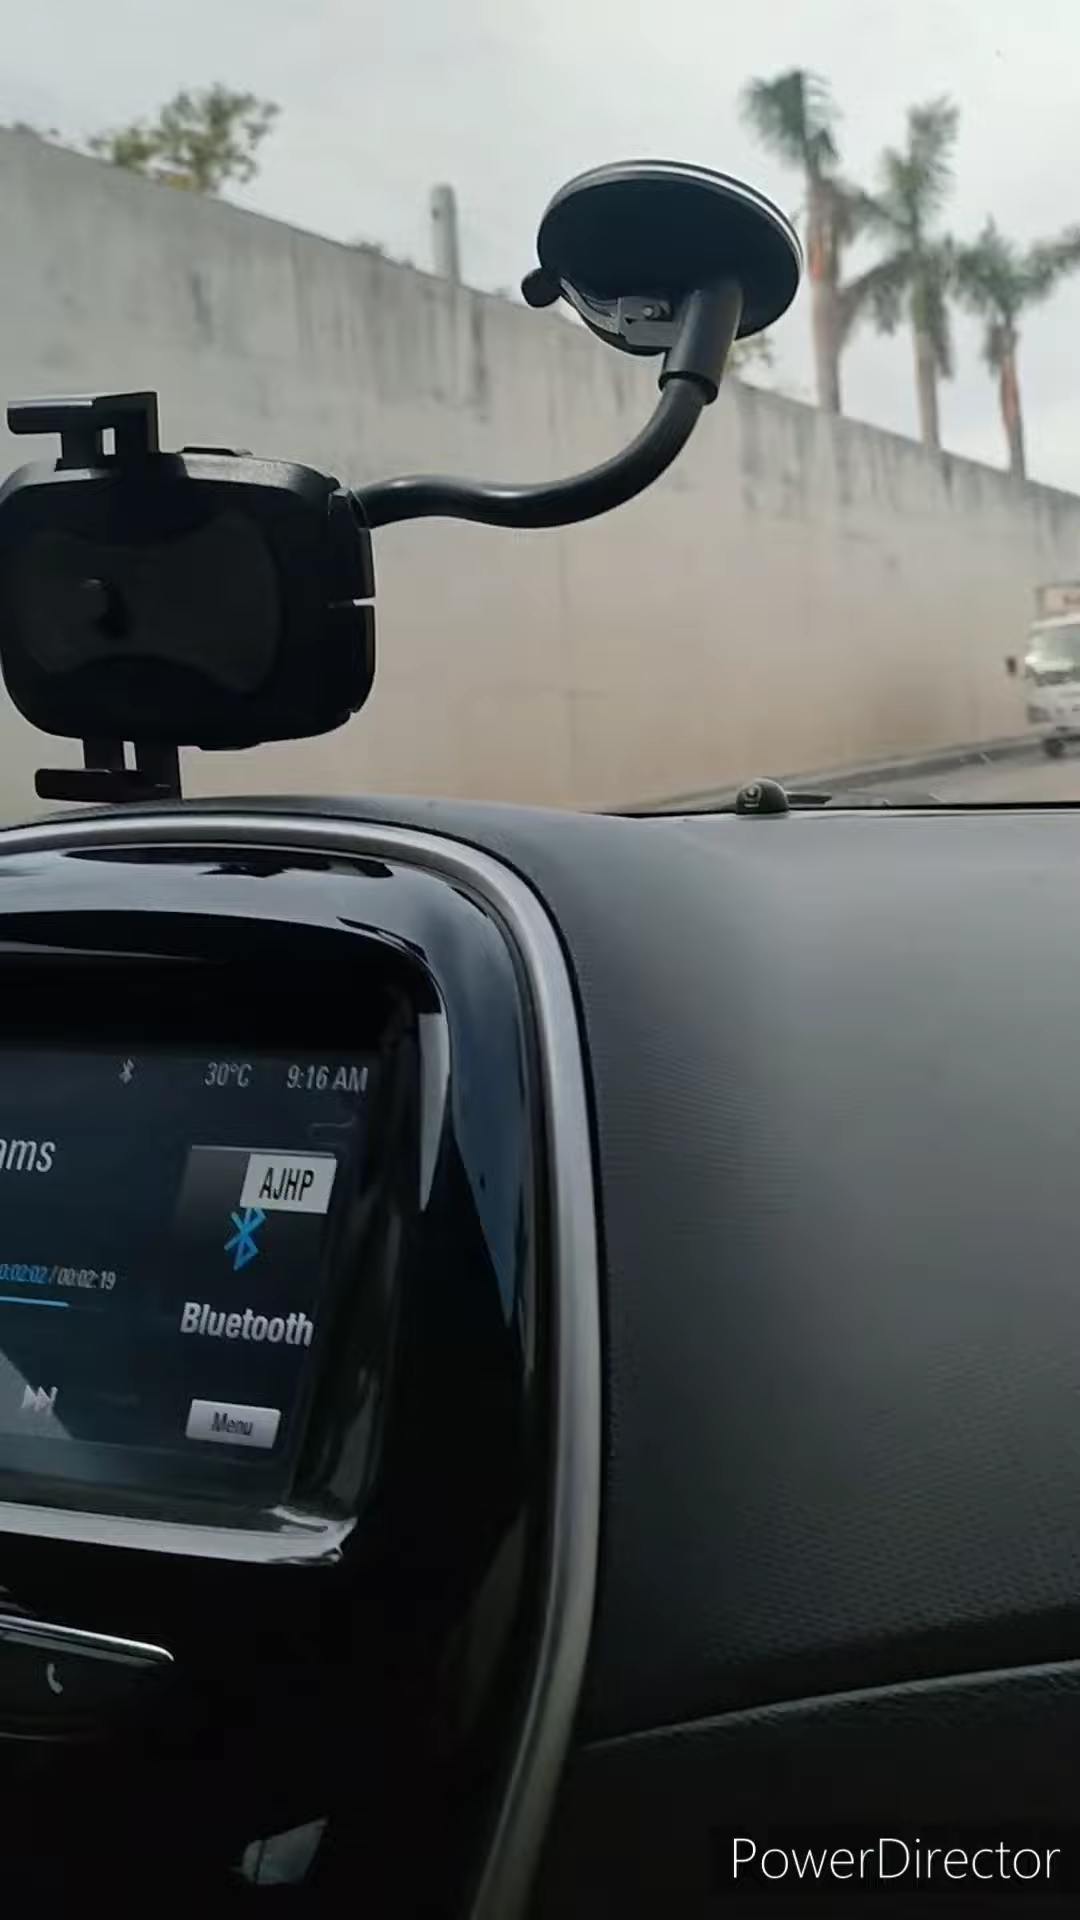 30°C 9:16 AM
ams
AJHP
0:02:02 / 00:02:19
Bluetooth
Menu
PowerDirector